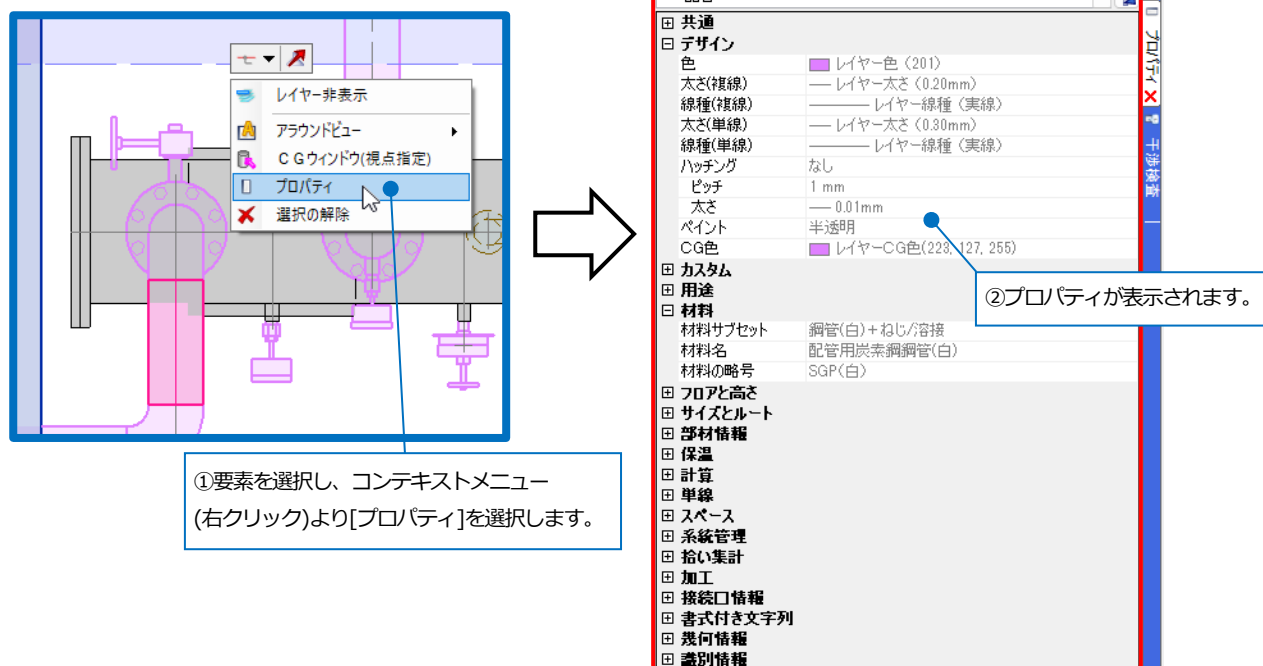 レイヤー非表示
アラウンドビュー
ＣＧウィンドウ(視点指定)
プロパティ
選択の解除
①要素を選択し、コンテキストメニュー
(右クリック)より[プロパティ]を選択します。
共通
デザイン
色 レイヤー色（201）
太さ(複線) レイヤー太さ（0.20mm）
線種(複線) レイヤー線種（実線）
太さ(単線) レイヤー太さ（0.30mm）
線種(単線) レイヤー線種（実線）
ハッチング なし
ピッチ 1 mm
太さ 0.01mm
ペイント 半透明
CG色 レイヤーCG色(223, 127, 255)
カスタム
用途
材料
材料サブセット 鋼管(白)+ねじ/溶接
材料名 配管用炭素鋼鋼管(白)
材料の略号 SGP(白)
フロアと高さ
サイズとルート
部材情報
保温
計算
単線
スペース
系統管理
拾い集計
加工
接続口情報
書式付き文字列
幾何情報
識別情報
②プロパティが表示されます。
プロパティ
干渉検査